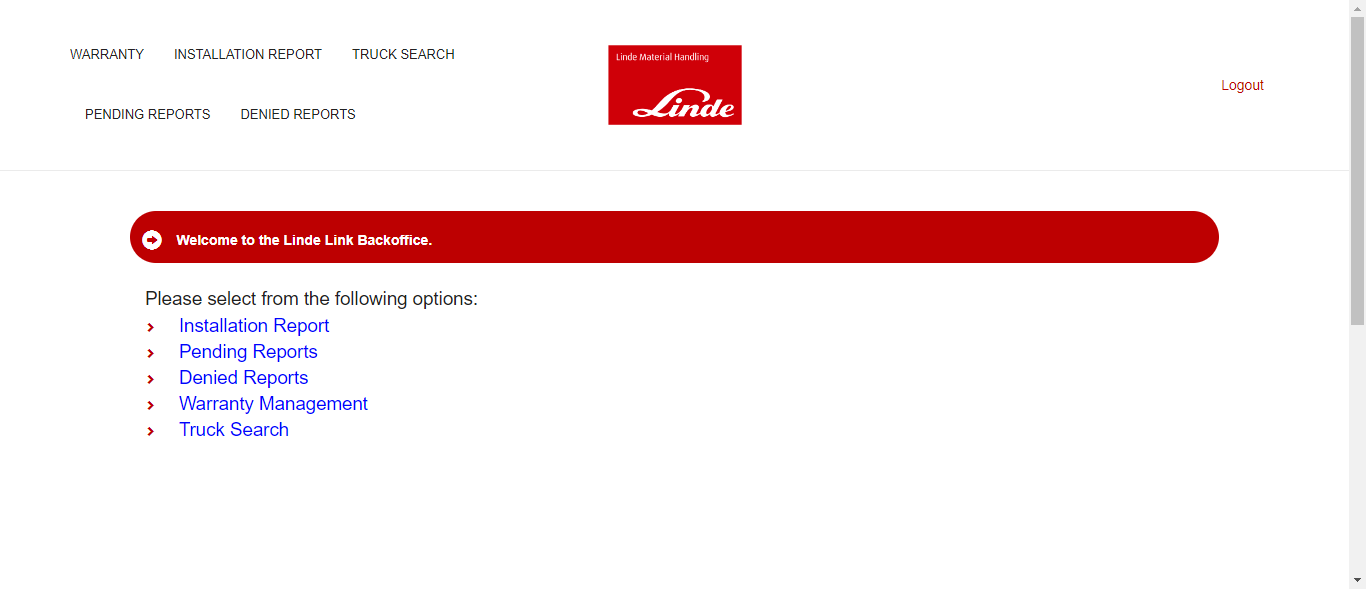 WARRANTY INSTALLATION REPORT TRUCK SEARCH
PENDING REPORTS DENIED REPORTS
Linde Material Handling
Linde
Logout
Welcome to the Linde Link Backoffice.
Please select from the following options:
Installation Report
Pending Reports
Denied Reports
Warranty Management
Truck Search